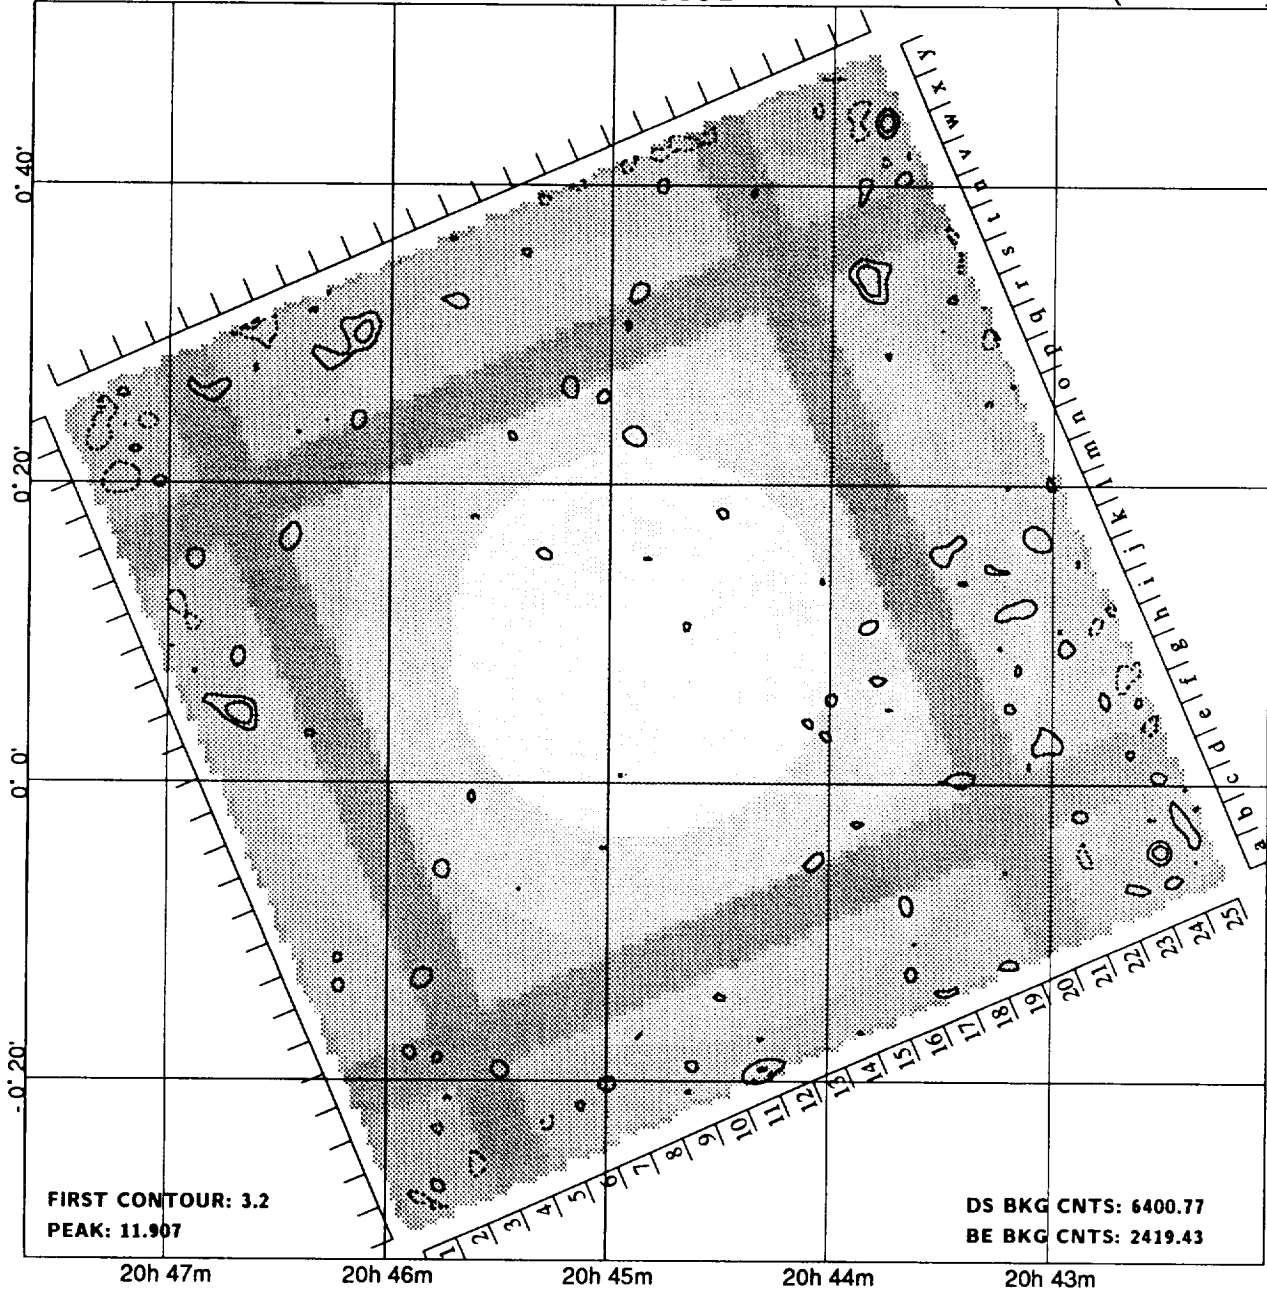 y
x
w
v
n
t
s
r
q
p
o
n
m
l
k
j
i
h
g
f
e
d
c
b
a
0° 40'
0° 20'
0° 0'
-0° 20'
25
24
23
22
21
20
19
18
17
16
15
14
13
12
11
10
9
8
7
6
5
4
3
2
1
FIRST CONTOUR: 3.2
PEAK: 11.907
DS BKG CNTS: 6400.77
BE BKG CNTS: 2419.43
20h 47m
20h 46m
20h 45m
20h 44m
20h 43m